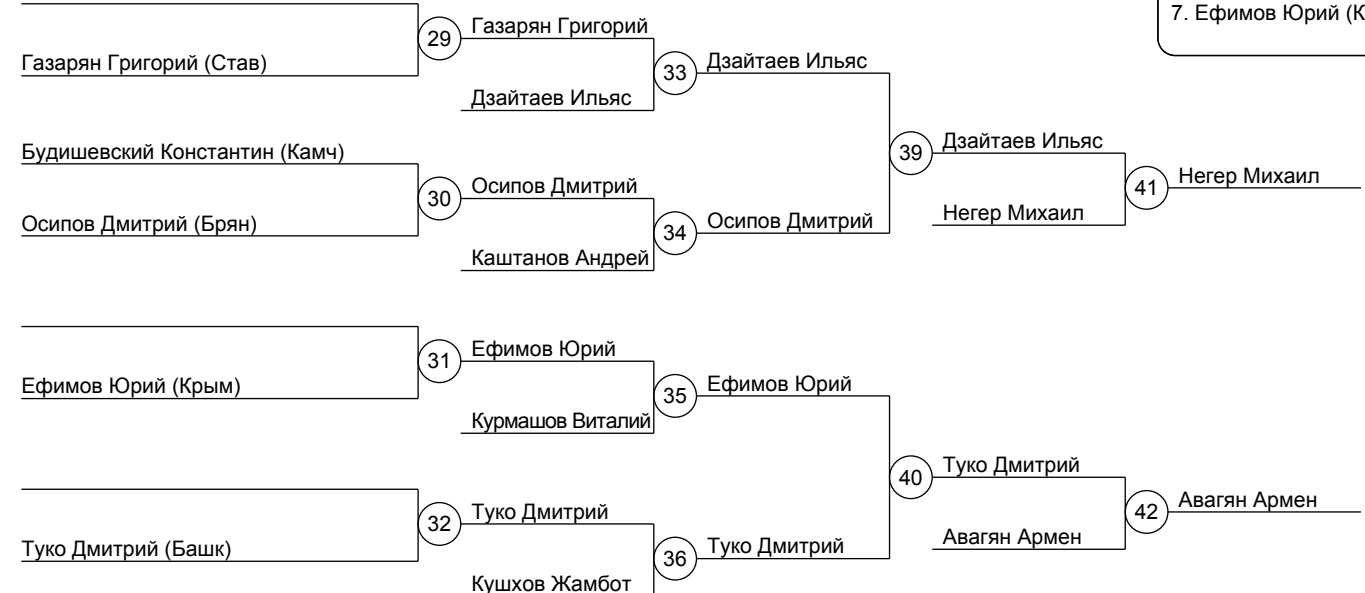 7. Ефимов Юрий (К
Газарян Григорий
29
Газарян Григорий (Став)
Дзайтаев Ильяс
33
Дзайтаев Ильяс
Будишевский Константин (Камч)
Дзайтаев Ильяс
39
Негер Михаил
41
Осипов Дмитрий
30
Негер Михаил
Осипов Дмитрий (Брян)
Осипов Дмитрий
34
Каштанов Андрей
Ефимов Юрий
31
Ефимов Юрий (Крым)
Ефимов Юрий
35
Курмашов Виталий
Туко Дмитрий
40
Авагян Армен
42
Туко Дмитрий
32
Авагян Армен
Туко Дмитрий (Башк)
Туко Дмитрий
36
Кушхов Жамбот